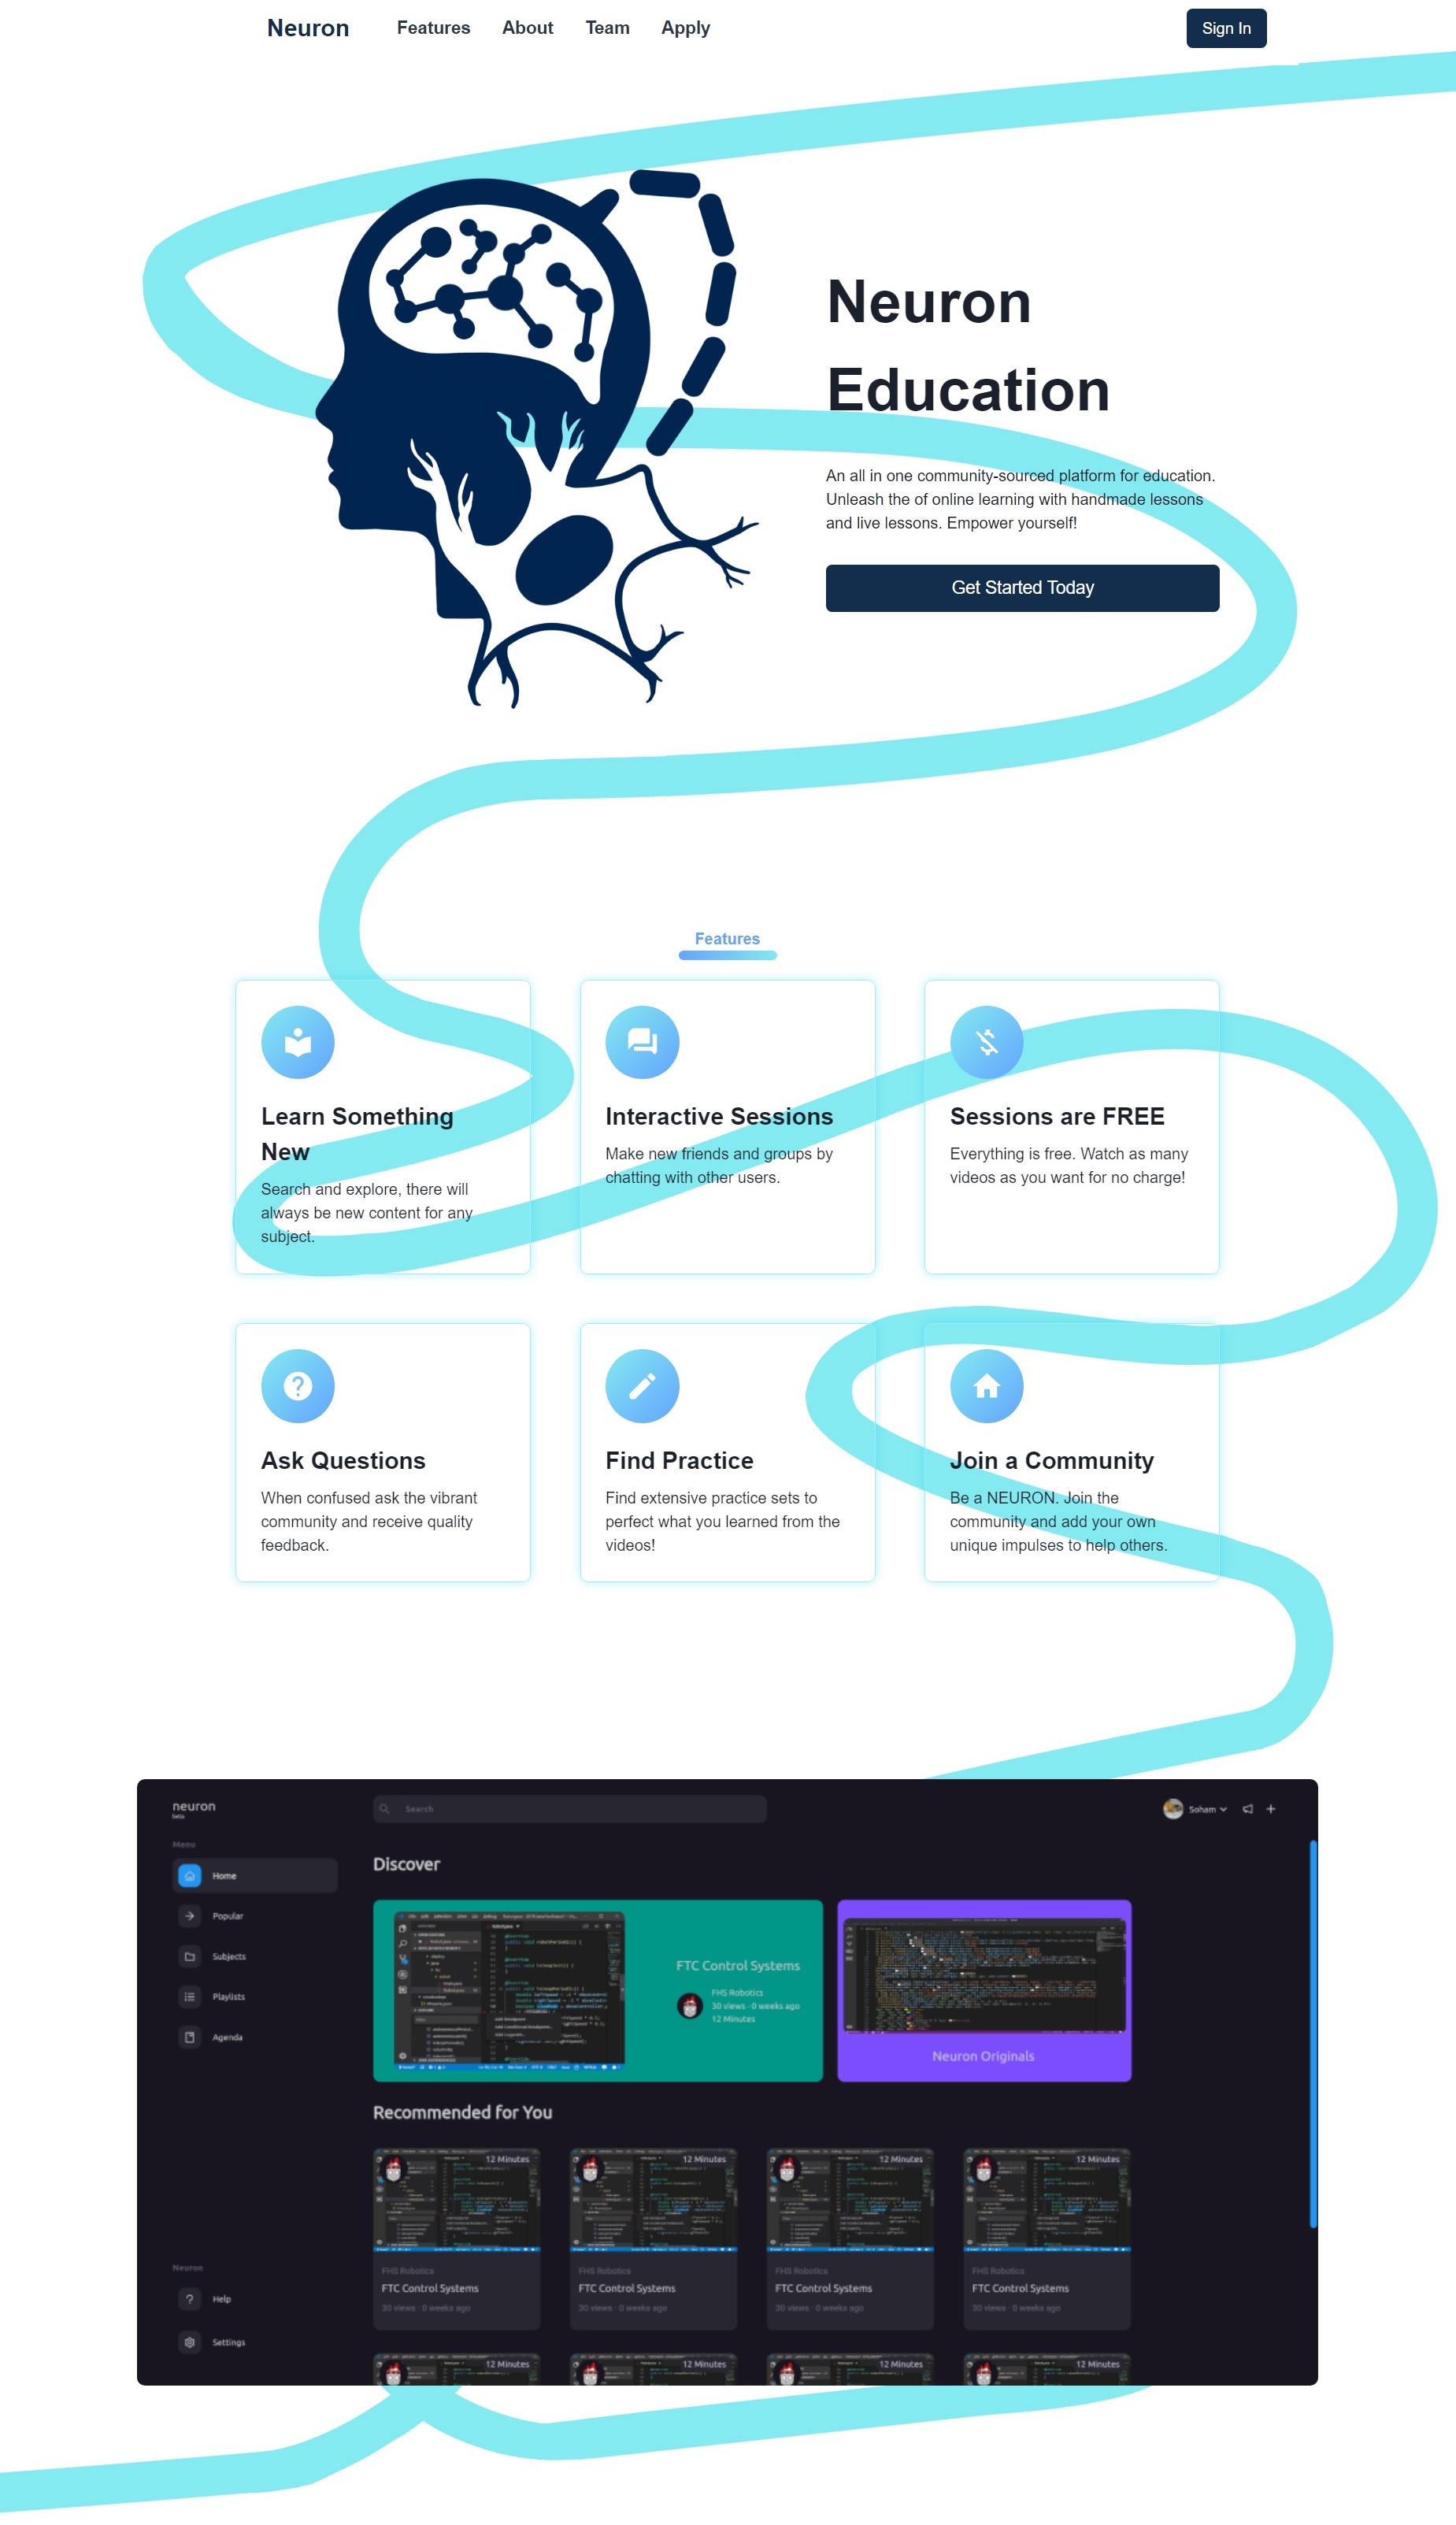 Neuron
Features
About
Team
Apply
Sign In
Neuron
Education
An all in one community-sourced platform for education.
Unleash the of online learning with handmade lessons
and live lessons. Empower yourself!
Get Started Today
Features
Learn Something
New
Search and explore, there will
always be new content for any
subject.
Interactive Sessions
Make new friends and groups by
chatting with other users.
Sessions are FREE
Everything is free. Watch as many
videos as you want for no charge!
Ask Questions
When confused ask the vibrant
community and receive quality
feedback.
Find Practice
Find extensive practice sets to
perfect what you learned from the
videos!
Join a Community
Be a NEURON. Join the
community and add your own
unique impulses to help others.
neuron
beta
Search
Soham
Menu
Home
Popular
Subjects
Playlists
Agenda
Neuron
Help
Settings
Discover
FTC Control Systems
FHS Robotics
30 views · 0 weeks ago
12 Minutes
Neuron Originals
Recommended for You
12 Minutes
FHS Robotics
FTC Control Systems
30 views · 0 weeks ago
12 Minutes
FHS Robotics
FTC Control Systems
30 views · 0 weeks ago
12 Minutes
FHS Robotics
FTC Control Systems
30 views · 0 weeks ago
12 Minutes
FHS Robotics
FTC Control Systems
30 views · 0 weeks ago
12 Minutes
12 Minutes
12 Minutes
12 Minutes